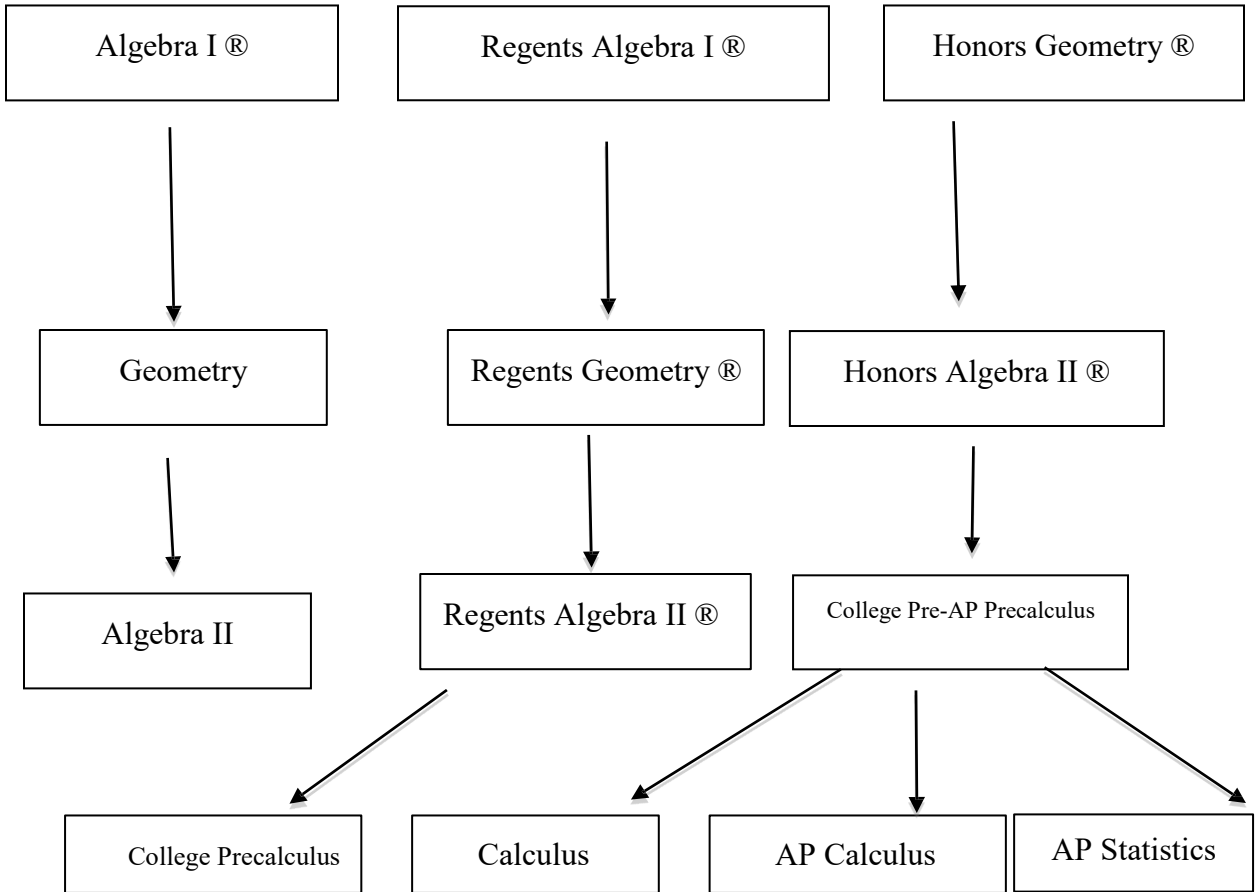 Algebra I ®
Regents Algebra I ®
Honors Geometry ®
Geometry
Regents Geometry ®
Honors Algebra II ®
Algebra II
Regents Algebra II ®
College Pre-AP Precalculus
College Precalculus
Calculus
AP Calculus
AP Statistics